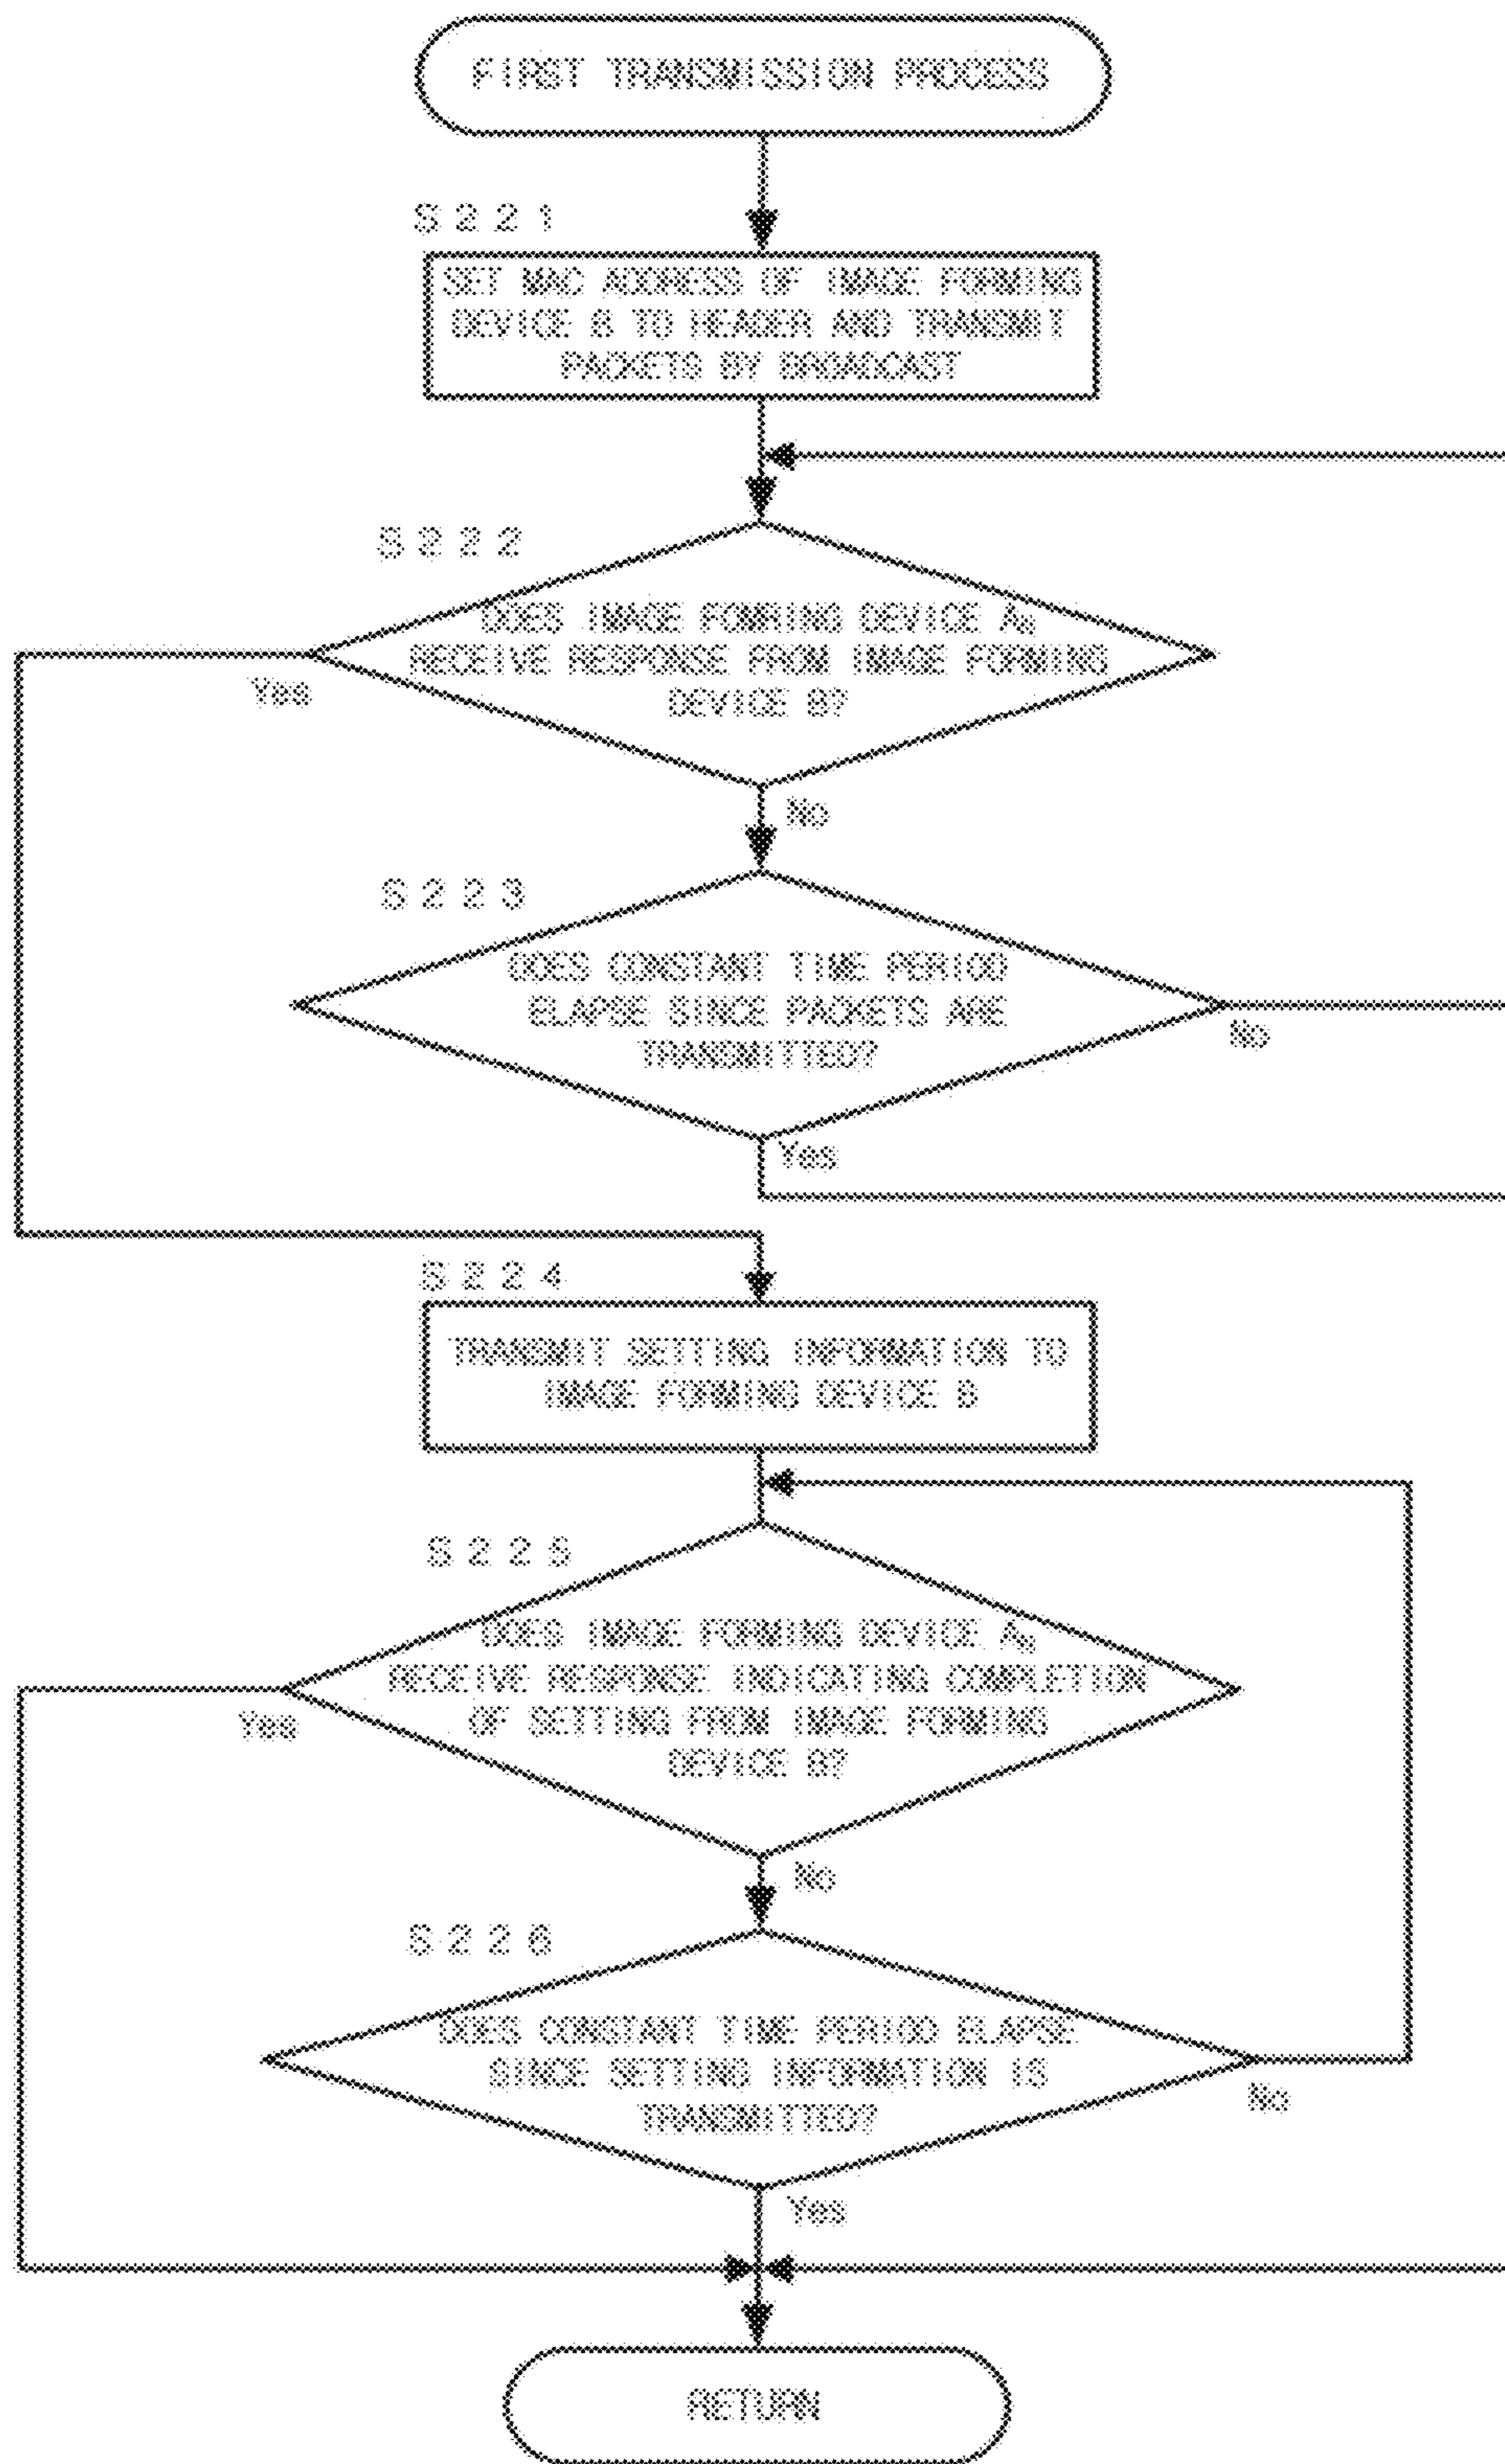 FIRST TRANSMISSION PROCESS
S221
SET MAC ADDRESS OF IMAGE FORMING
DEVICE B TO HEADER AND TRANSMIT
PACKETS BY BROADCAST
S222
DOES IMAGE FOMRING DEVICE AN
RECEIVE RESPONSE FROM IMAGE FORMING
DEVICE B?
Yes
No
S223
DOES CONSTANT TIME PERIOD
ELAPSE SINCE PACKETS ARE
TRANSMITTED?
No
Yes
S224
TRANSMIT SETTING INFORMATION TO
IMAGE FORMING DEVICE B
S225
DOES IMAGE FORMING DEVICE AN
RECEIVE RESPONSE INDICATING COMPLETION
OF SETTING FROM IMAGE FORMING
DEVICE B?
Yes
No
S226
DOES CONSTANT TIME PERIOD ELAPSE
SINCE SETTING INFORMATION IS
TRANSMITTED?
No
Yes
RETURN